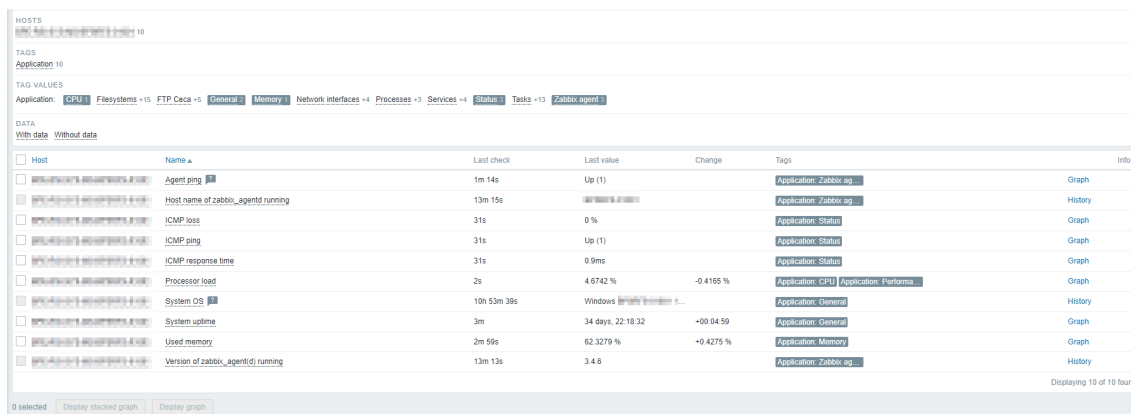 HOSTS
10
TAGS
Application 10
TAG VALUES
Application: CPU 1 Filesystems +15 FTP Ceca +5 General 2 Memory 1 Network interfaces +4 Processes +3 Services +4 Status 3 Tasks +13 Zabbix agent 3
DATA
With data Without data
Host Name Last check Last value Change Tags Info
Agent ping ? 1m 14s Up (1) Application: Zabbix ag... Graph
Host name of zabbix_agentd running 13m 15s Application: Zabbix ag... History
ICMP loss 31s 0 % Application: Status Graph
ICMP ping 31s Up (1) Application: Status Graph
ICMP response time 31s 0.9ms Application: Status Graph
Processor load 2s 4.6742 % -0.4165 % Application: CPU Application: Performa... Graph
System OS ? 10h 53m 39s Windows Application: General History
System uptime 3m 34 days, 22:18:32 +00:04:59 Application: General Graph
Used memory 2m 59s 62.3279 % +0.4275 % Application: Memory Graph
Version of zabbix_agent(d) running 13m 13s 3.4.6 Application: Zabbix ag... History
Displaying 10 of 10 four
0 selected Display stacked graph Display graph